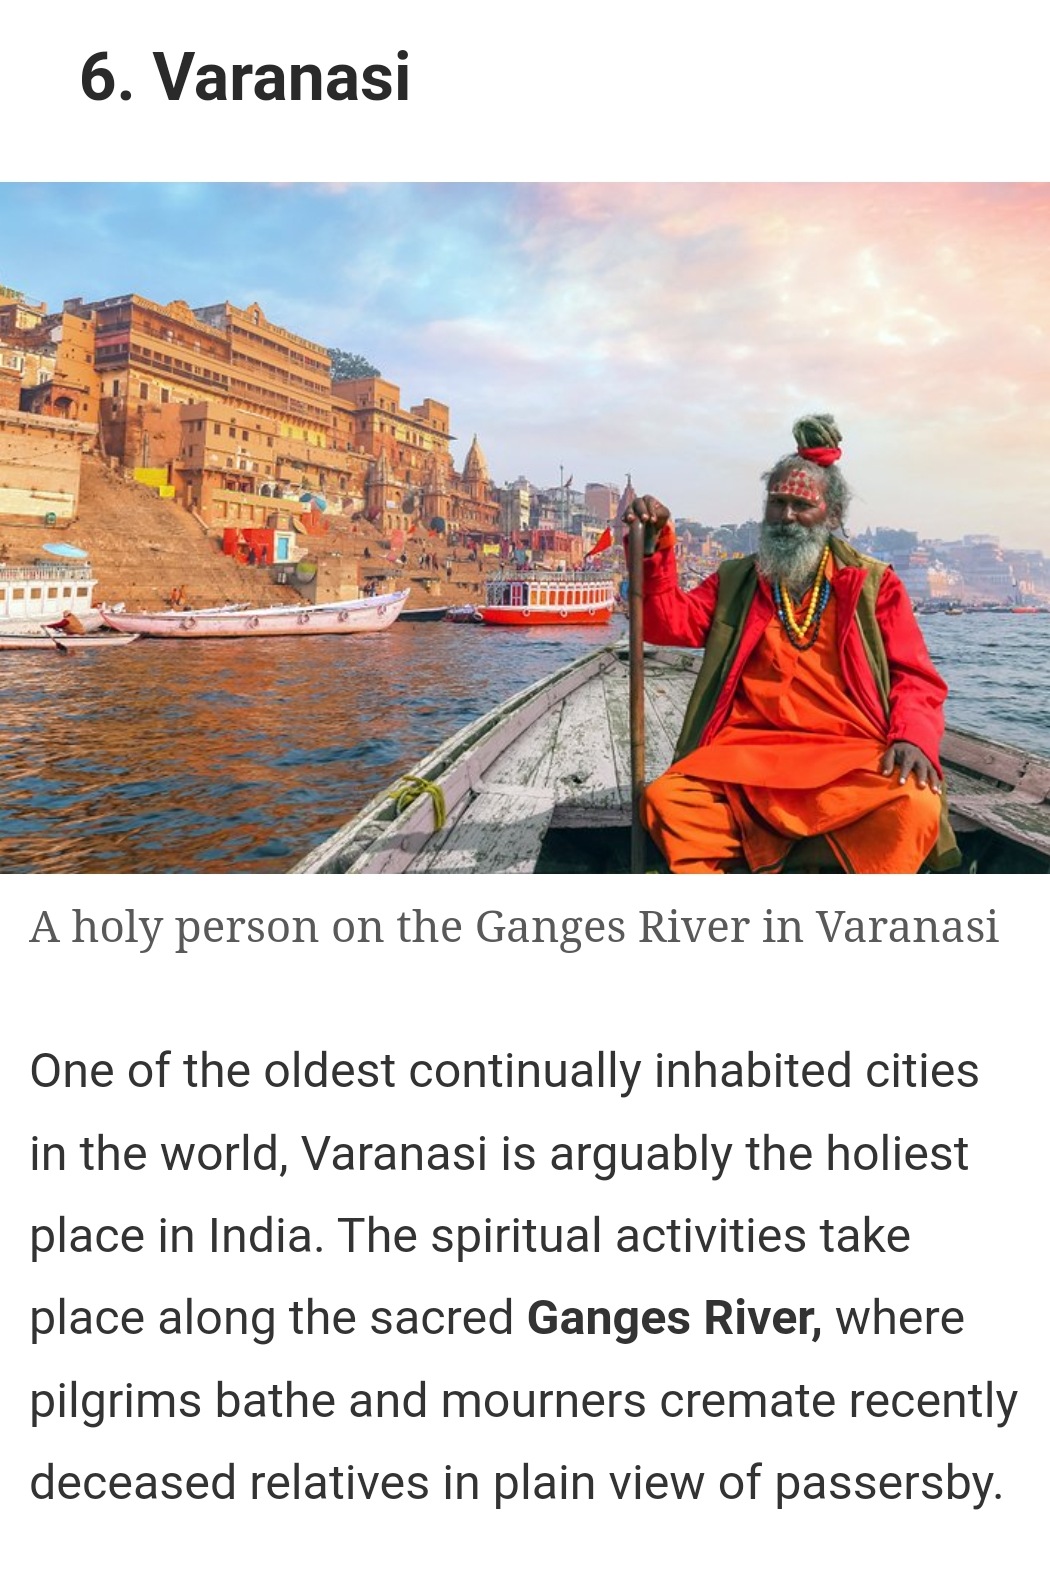 6. Varanasi
A holy person on the Ganges River in Varanasi
One of the oldest continually inhabited cities
in the world, Varanasi is arguably the holiest
place in India. The spiritual activities take
place along the sacred Ganges River, where
pilgrims bathe and mourners cremate recently
deceased relatives in plain view of passersby.